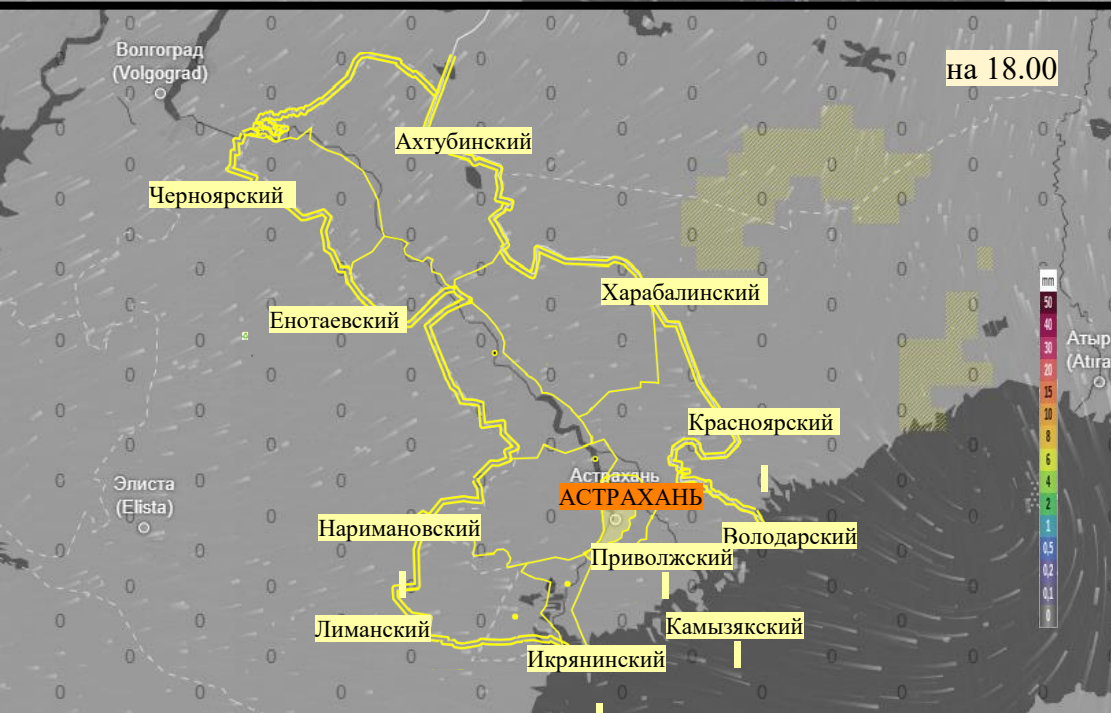 Волгоград
(Volgograd)
на 18.00
Ахтубинский
Черноярский
Харабалинский
mm
50
40
30
20
15
10
8
6
4
2
1
0,5
0,2
0,1
0
Енотаевский
Атыр
(Atıra
Красноярский
Астрахань
АСТРАХАНЬ
Элиста
(Elista)
Наримановский
Володарский
Приволжский
Лиманский
Камызякский
Икрянинский